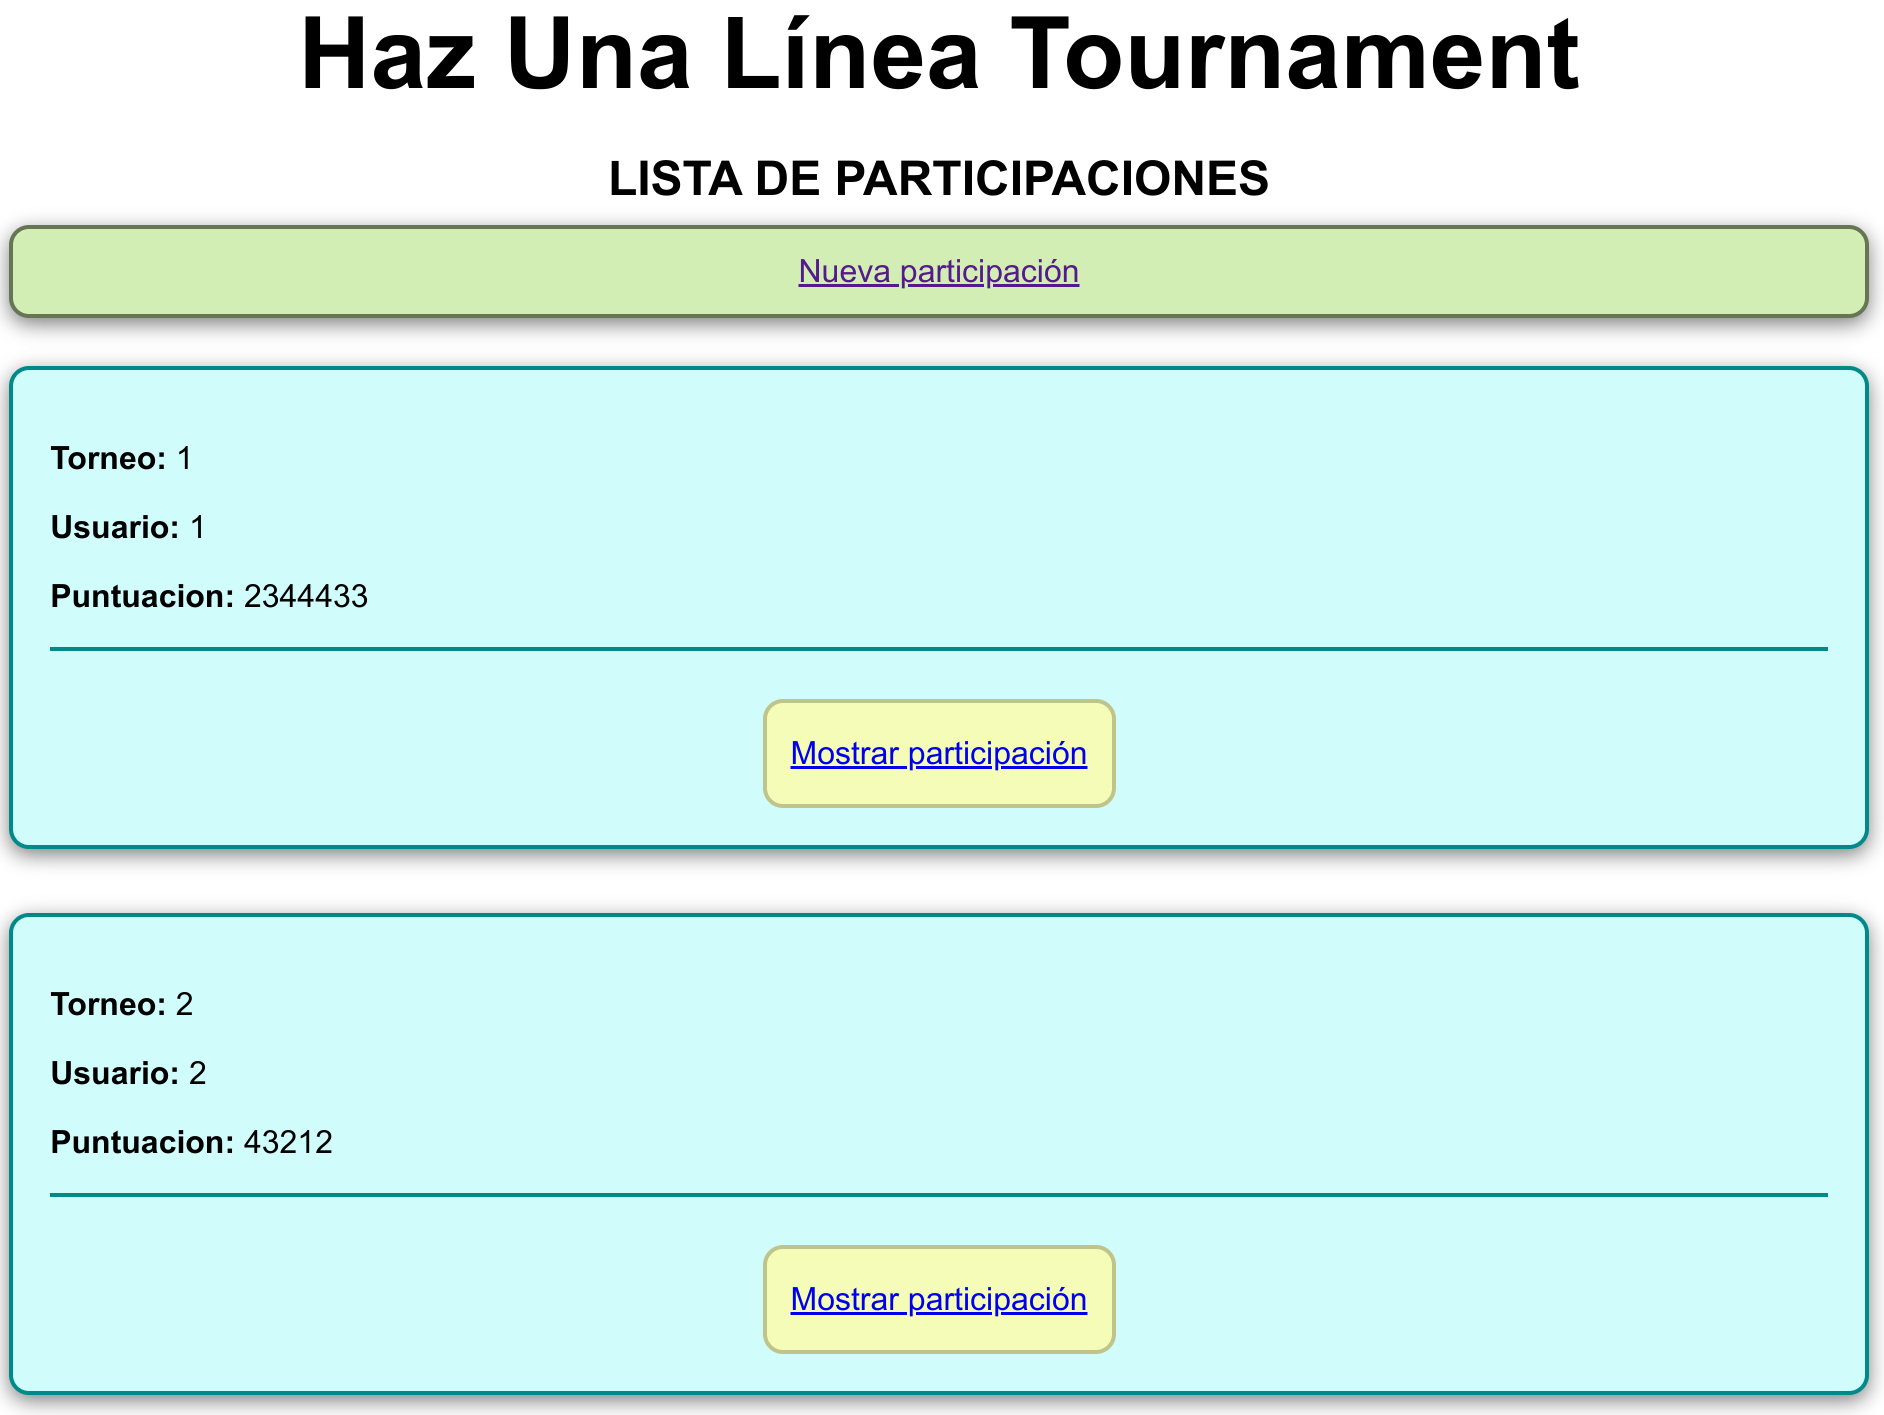 Haz Una Línea Tournament
LISTA DE PARTICIPACIONES
Nueva participación
Torneo: 1
Usuario: 1
Puntuacion: 2344433
Mostrar participación
Torneo: 2
Usuario: 2
Puntuacion: 43212
Mostrar participación